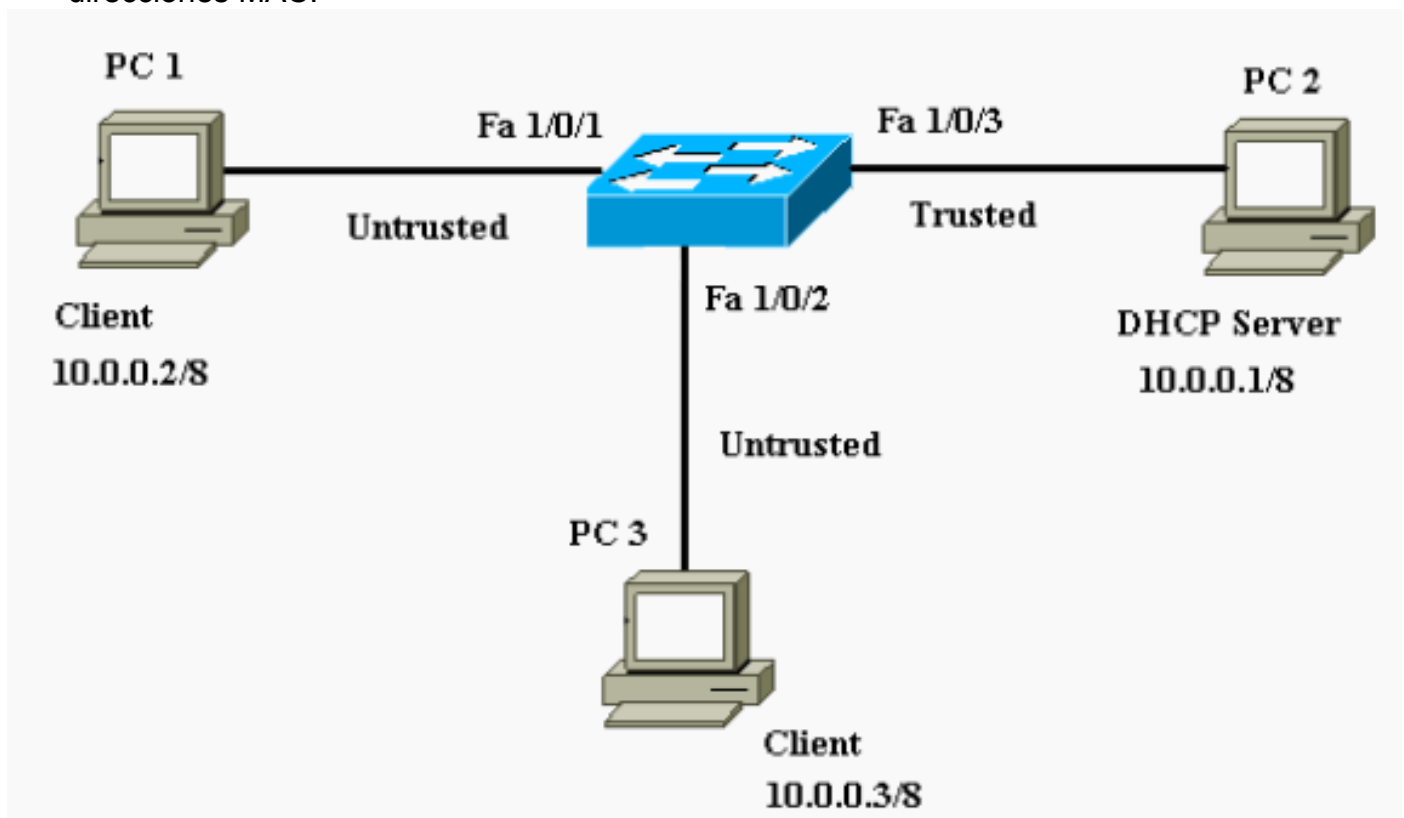 direcciones MAC.
PC 1
PC 2
Fa 1/0/1
Fa 1/0/3
Untrusted
Trusted
Fa 1/0/2
Client
10.0.0.2/8
DHCP Server
10.0.0.1/8
Untrusted
PC 3
Client
10.0.0.3/8